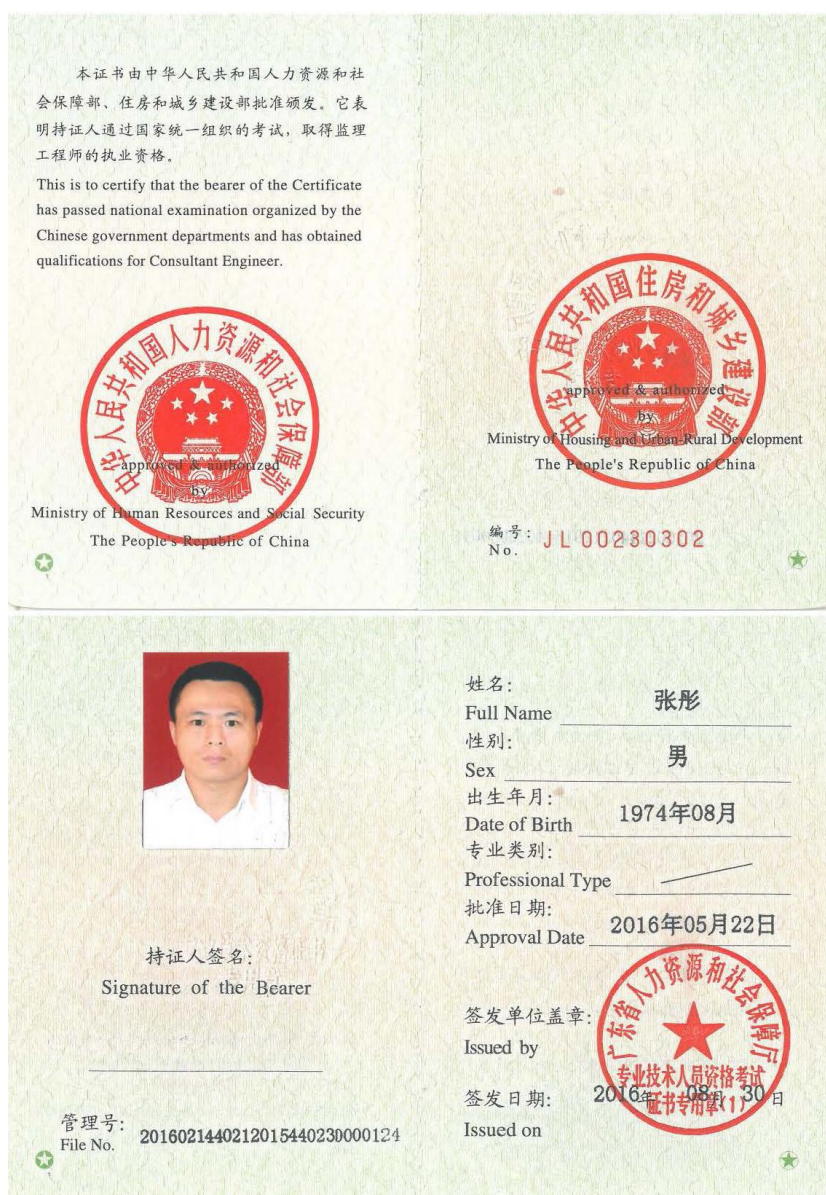 本证书由中华人民共和国人力资源和社
会保障部、住房和城乡建设部批准颁发。它表
明持证人通过国家统一组织的考试，取得监理
工程师的执业资格。
This is to certify that the bearer of the Certificate
has passed national examination organized by the
Chinese government departments and has obtained
qualifications for Consultant Engineer.
中华人民共和国人力资源和社会保障部
approved & authorized
by
Ministry of Human Resources and Social Security
The People's Republic of China
中华人民共和国住房和城乡建设部
approved & authorized
by
Ministry of Housing and Urban-Rural Development
The People's Republic of China
编号:
No. JL 00230302
持证人签名:
Signature of the Bearer
管理号:
File No. 2016021440212015440230000124
姓名:
Full Name 张彤
性别:
Sex 男
出生年月:
Date of Birth 1974年08月
专业类别:
Professional Type
批准日期:
Approval Date 2016年05月22日
签发单位盖章:
Issued by
广东省人力资源和社会保障厅
专业技术人员资格考试
证书专用章(1)
签发日期: 2016年 08月 30日
Issued on